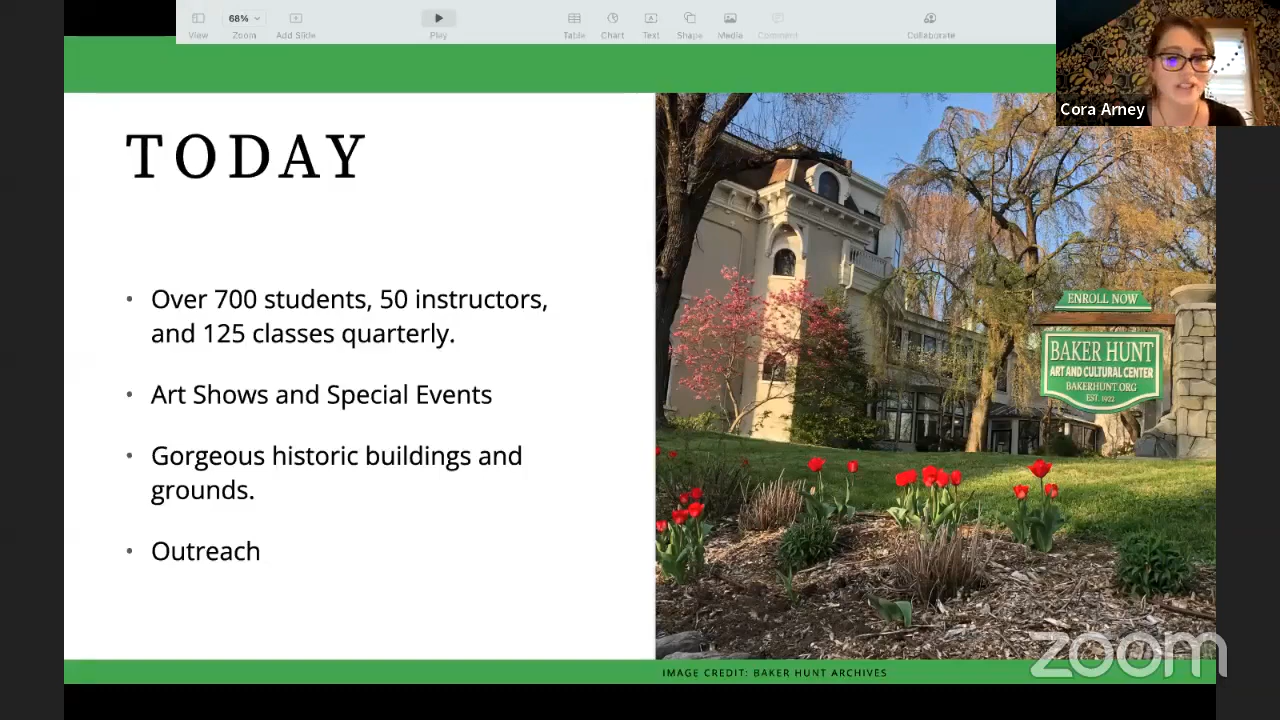 68%
View
Zoom
Add Slide
Play
Table
Chart
Text
Shape
Media
Comment
Collaborate
Cora Arney
TODAY
• Over 700 students, 50 instructors,
and 125 classes quarterly.
• Art Shows and Special Events
• Gorgeous historic buildings and
grounds.
• Outreach
ENROLL NOW
BAKER HUNT
ART AND CULTURAL CENTER
BAKERHUNT.ORG
EST. 1922
zoom
IMAGE CREDIT: BAKER HUNT ARCHIVES